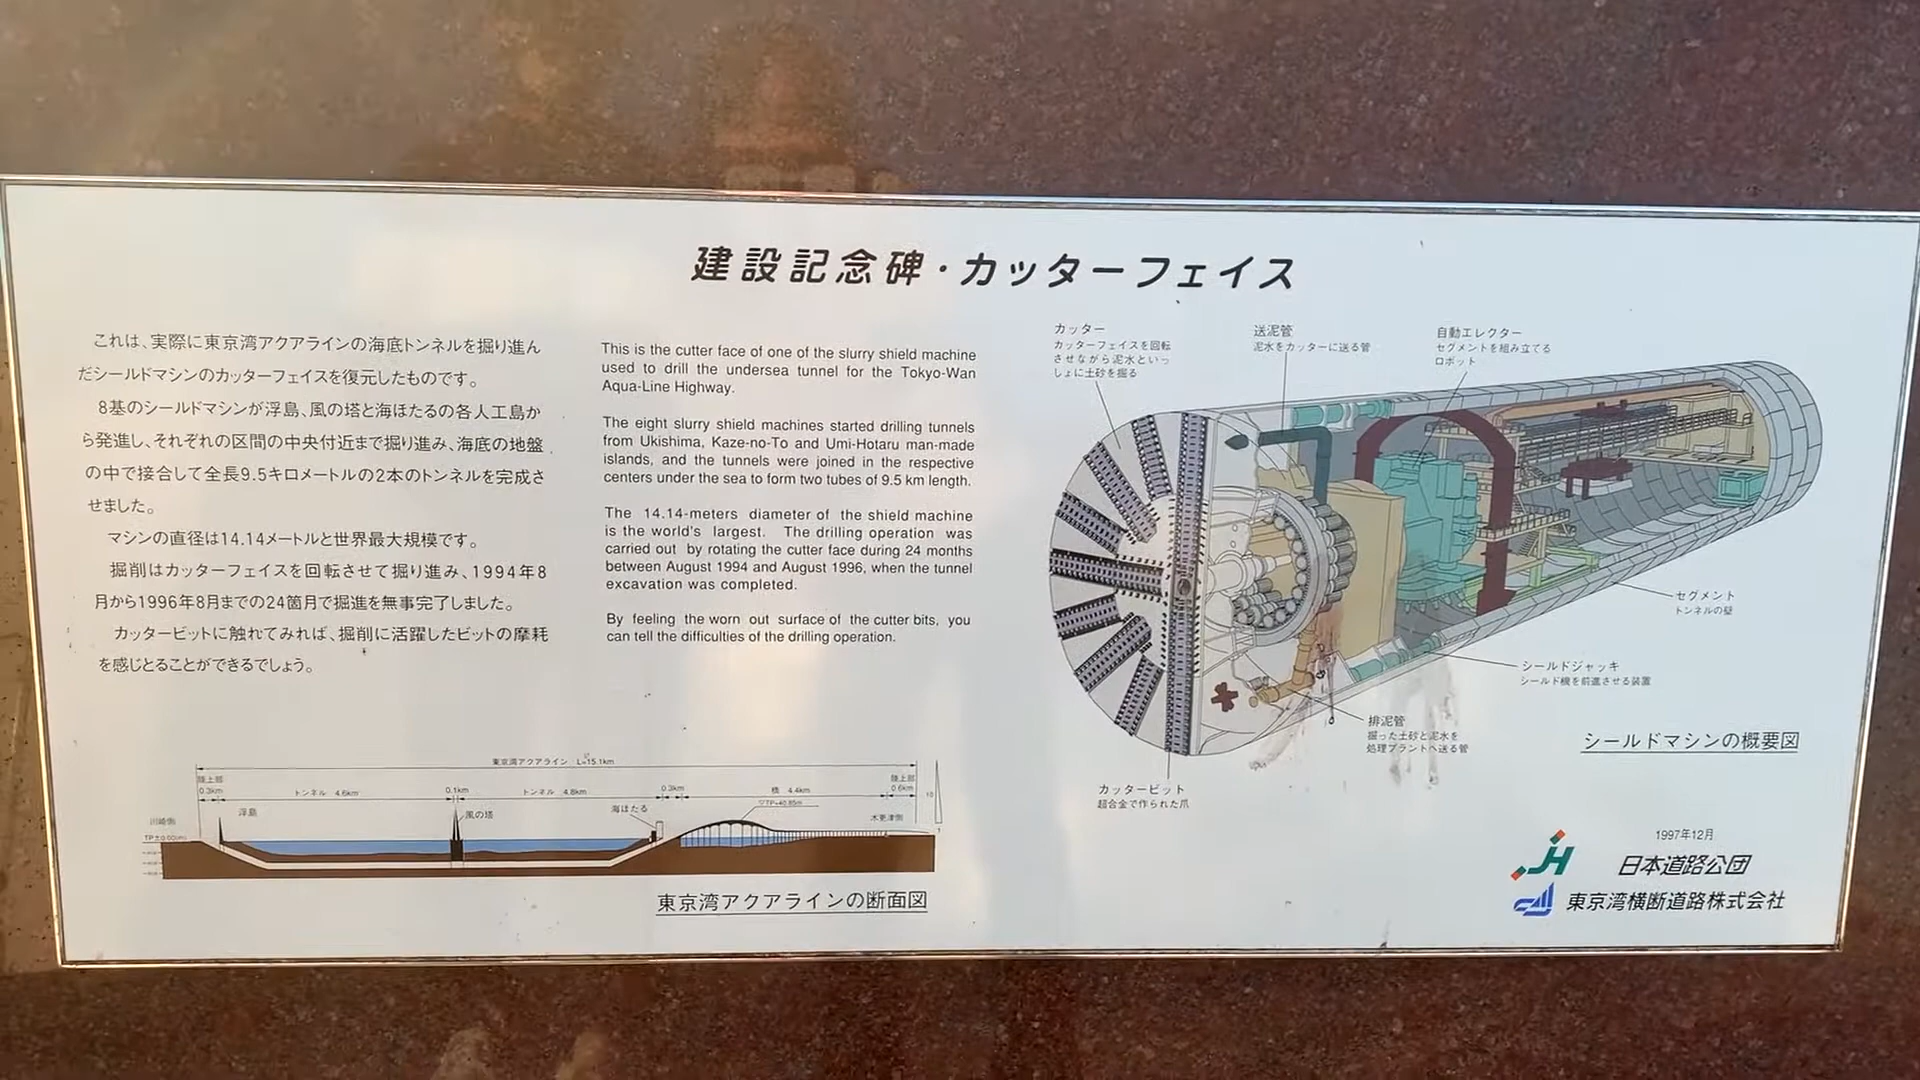 建設記念碑・カッターフェイス
これは、実際に東京湾アクアラインの海底トンネルを掘り進ん
だシールドマシンのカッターフェイスを復元したものです。
8基のシールドマシンが浮島、風の塔と海ほたるの各人工島か
ら発進し、それぞれの区間の中央付近まで掘り進み、海底の地盤
の中で接合して全長9.5キロメートルの2本のトンネルを完成さ
せました。
マシンの直径は14.14メートルと世界最大規模です。
掘削はカッターフェイスを回転させて掘り進み、1994年8
月から1996年8月までの24箇月で掘進を無事完了しました。
カッタービットに触れてみれば、掘削に活躍したビットの摩耗
を感じとることができるでしょう。
This is the cutter face of one of the slurry shield machine
used to drill the undersea tunnel for the Tokyo-Wan
Aqua-Line Highway.
The eight slurry shield machines started drilling tunnels
from Ukishima, Kaze-no-To and Umi-Hotaru man-made
islands, and the tunnels were joined in the respective
centers under the sea to form two tubes of 9.5 km length.
The 14.14-meters diameter of the shield machine
is the world's largest. The drilling operation was
carried out by rotating the cutter face during 24 months
between August 1994 and August 1996, when the tunnel
excavation was completed.
By feeling the worn out surface of the cutter bits, you
can tell the difficulties of the drilling operation.
カッター
カッターフェイスを回転
させながら泥水といっ
しょに土砂を掘る
送泥管
泥水をカッターに送る管
自動エレクター
セグメントを組み立てる
ロボット
セグメント
トンネルの壁
シールドジャッキ
シールド機を前進させる装置
排泥管
掘った土砂と泥水を
処理プラントへ送る管
カッタービット
超合金で作られた爪
シールドマシンの概要図
東京湾アクアライン L=15.1km
陸上部
0.3km
トンネル 4.6km
0.1km
トンネル 4.8km
0.3km
橋 4.4km
陸上部
0.6km
川崎側
浮島
風の塔
海ほたる
▽TP+40.85m
木更津側
東京湾アクアラインの断面図
1997年12月
JH 日本道路公団
東京湾横断道路株式会社